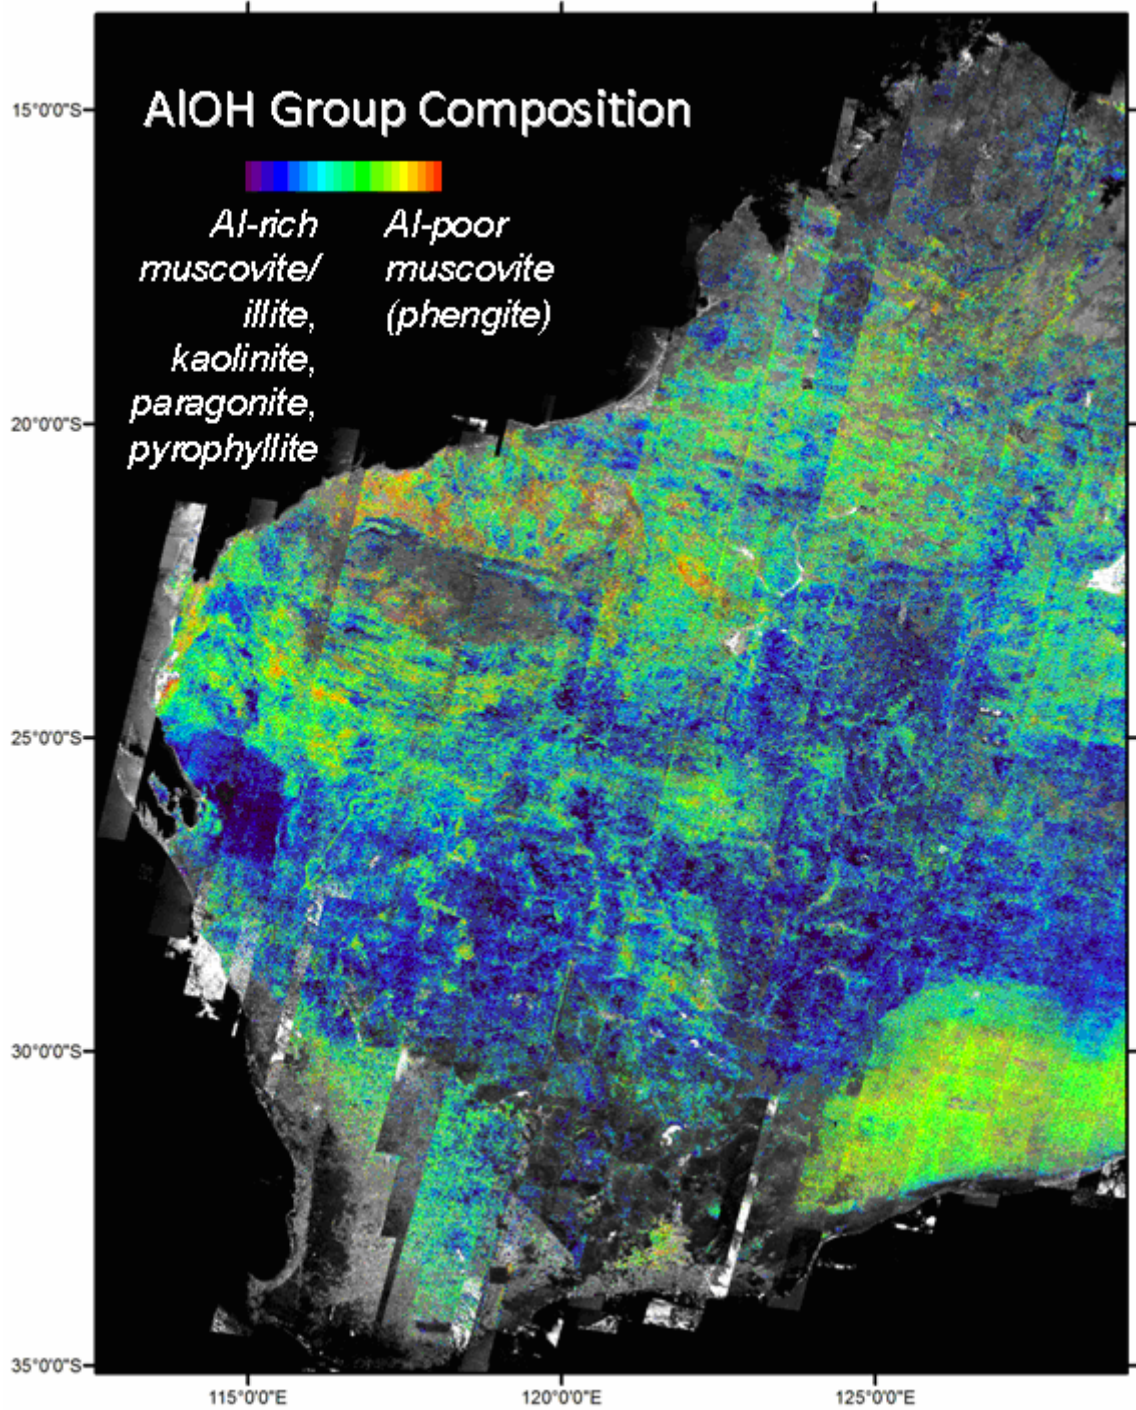 AlOH Group Composition
Al-rich
muscovite/
illite,
kaolinite,
paragonite,
pyrophyllite
Al-poor
muscovite
(phengite)
15°0'0"S
20°0'0"S
25°0'0"S
30°0'0"S
35°0'0"S
115°0'0"E
120°0'0"E
125°0'0"E